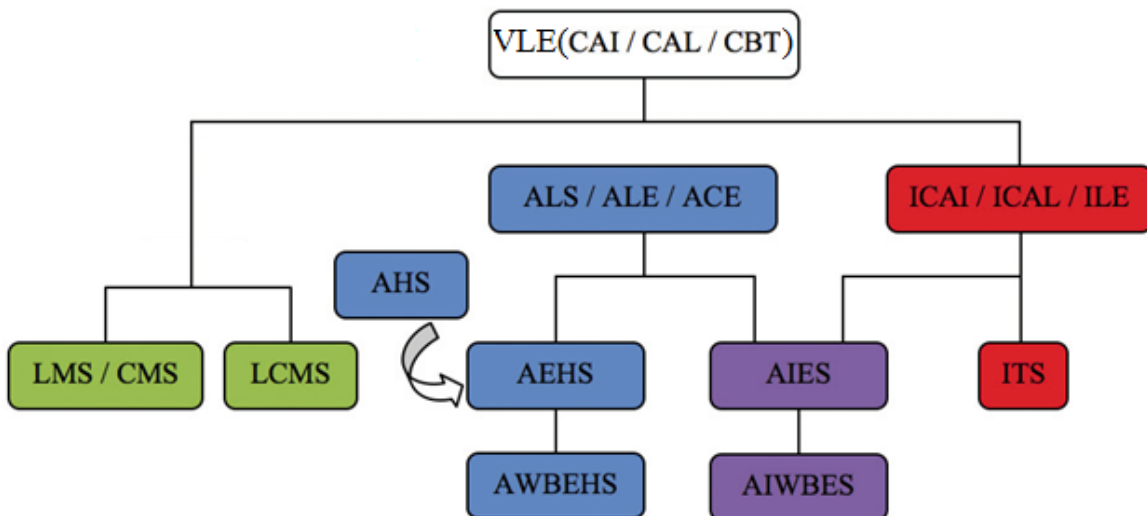 VLE(CAI / CAL / CBT)
ALS / ALE / ACE
ICAI / ICAL / ILE
AHS
LMS / CMS
LCMS
AEHS
AIES
ITS
AWBEHS
AIWBES